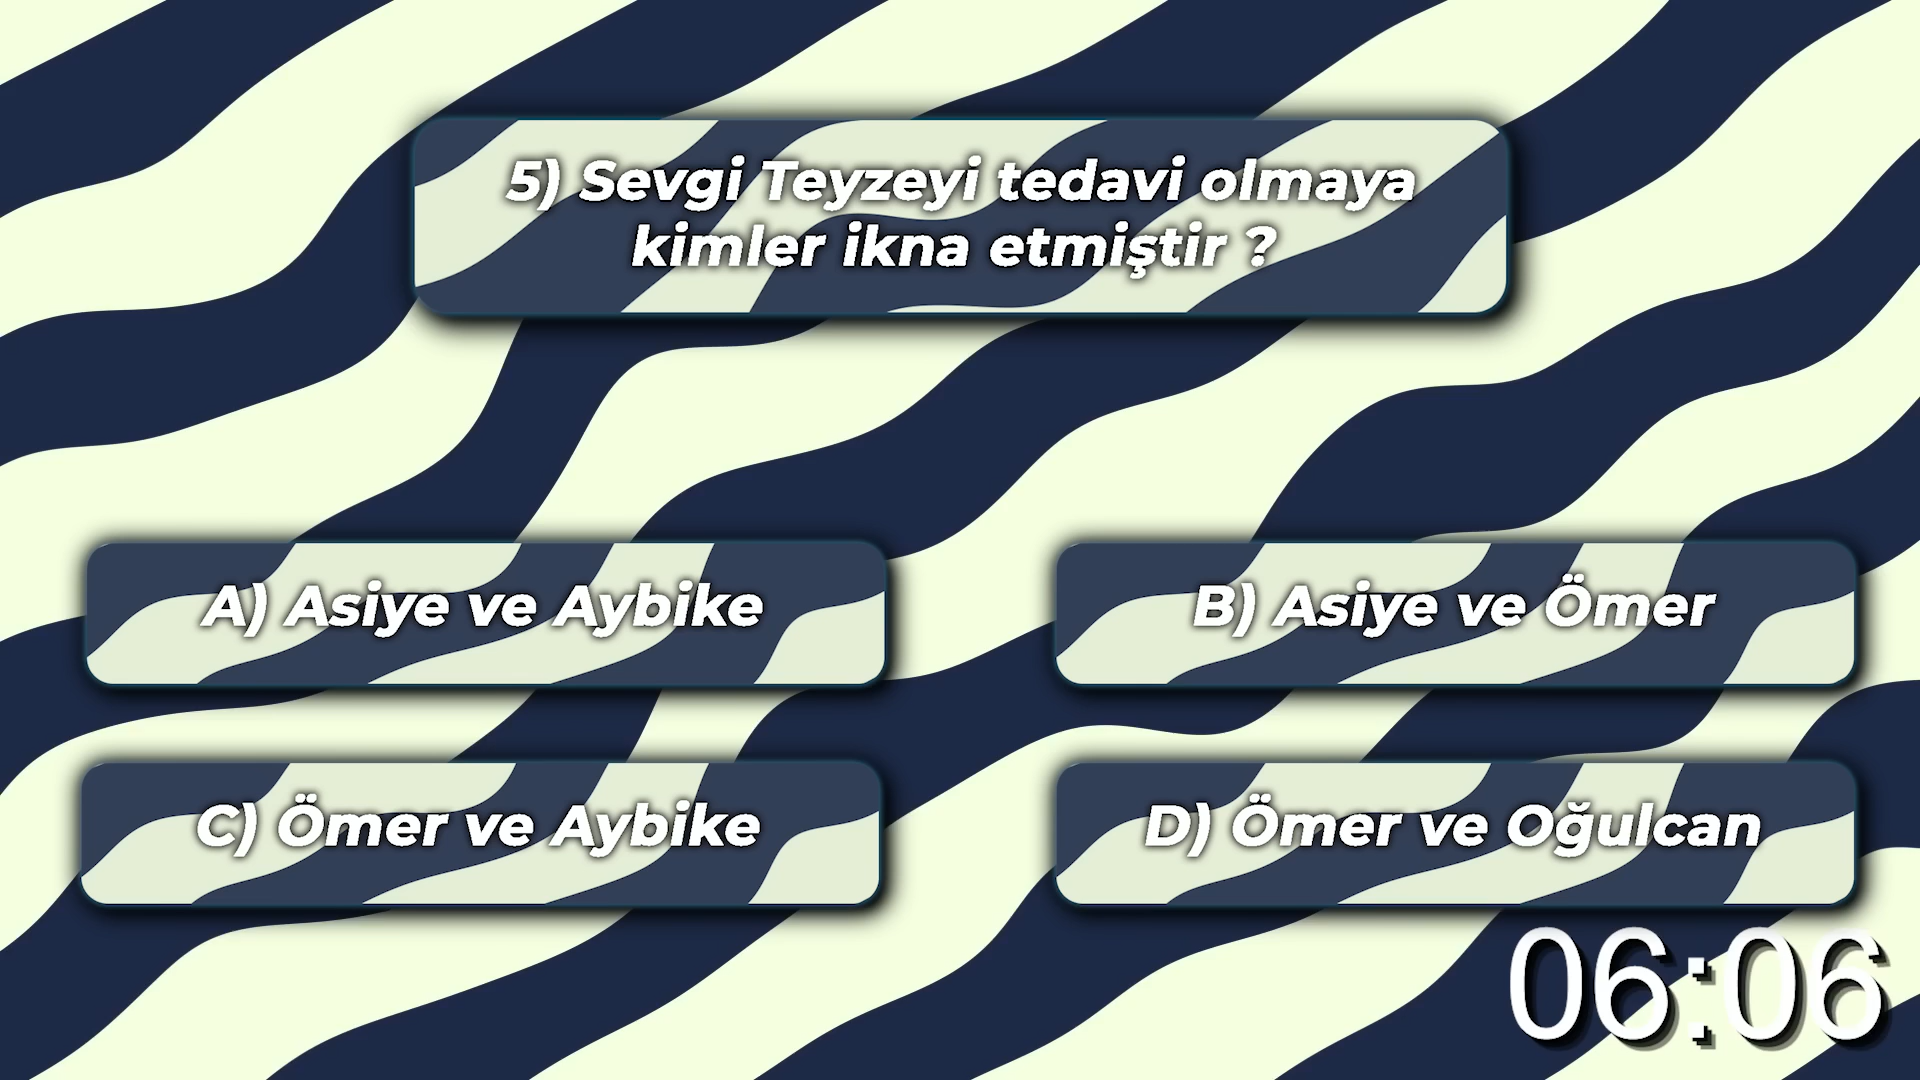 5) Sevgi Teyzeyi tedavi olmaya
kimler ikna etmiştir ?
A) Asiye ve Aybike
B) Asiye ve Ömer
C) Ömer ve Aybike
D) Ömer ve Oğulcan
06:06